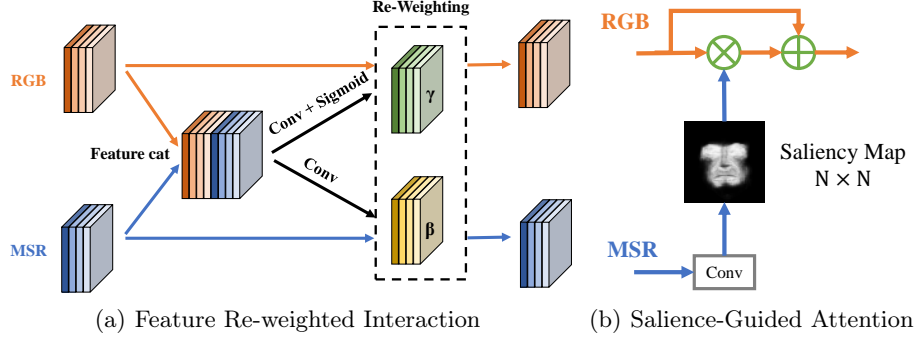 Re-Weighting
RGB
Feature cat
MSR
Conv + Sigmoid
Conv
γ
β
(a) Feature Re-weighted Interaction
RGB
Saliency Map
N × N
MSR
Conv
(b) Salience-Guided Attention